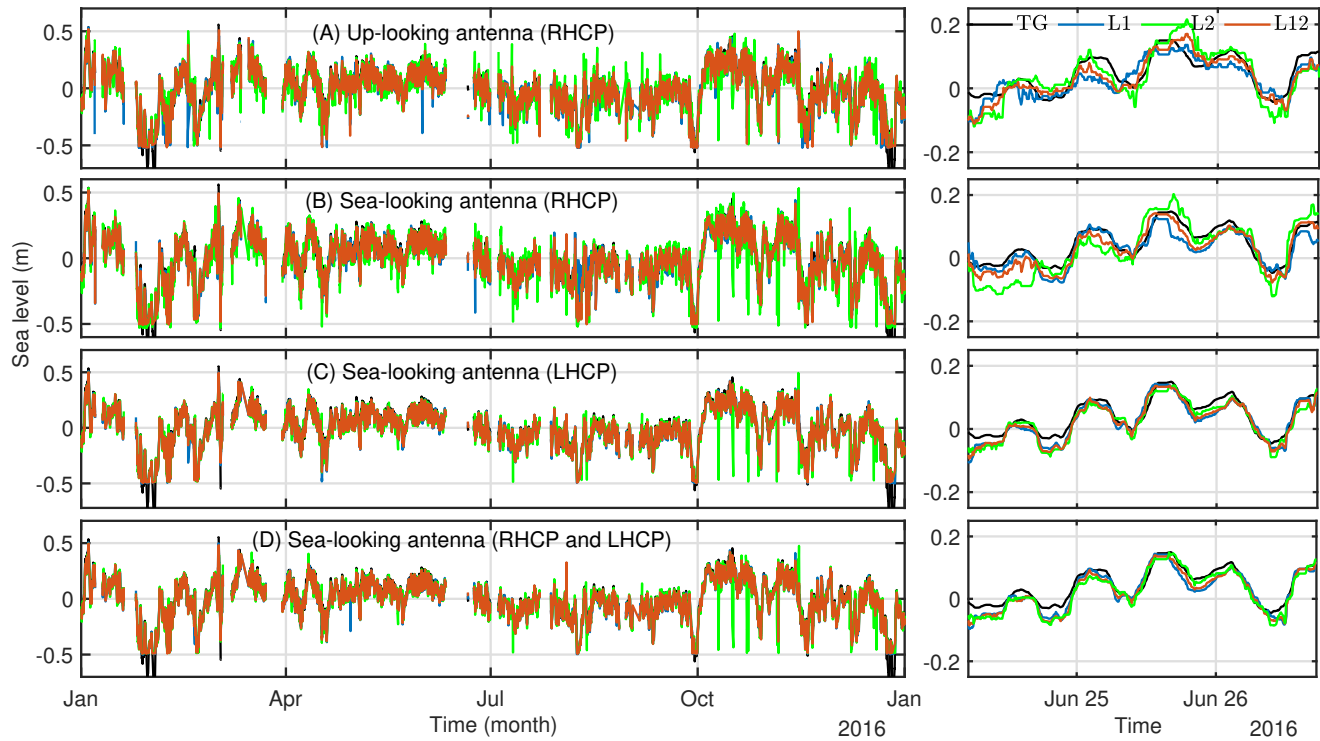 (A) Up-looking antenna (RHCP)
0.5
0
-0.5
TG L1 L2 L12
0.2
0
-0.2
(B) Sea-looking antenna (RHCP)
0.5
0
-0.5
0.2
0
-0.2
Sea level (m)
(C) Sea-looking antenna (LHCP)
0.5
0
-0.5
0.2
0
-0.2
(D) Sea-looking antenna (RHCP and LHCP)
0.5
0
-0.5
0.2
0
-0.2
Jan Apr Jul Oct Jan
Time (month) 2016
Jun 25 Jun 26
Time 2016